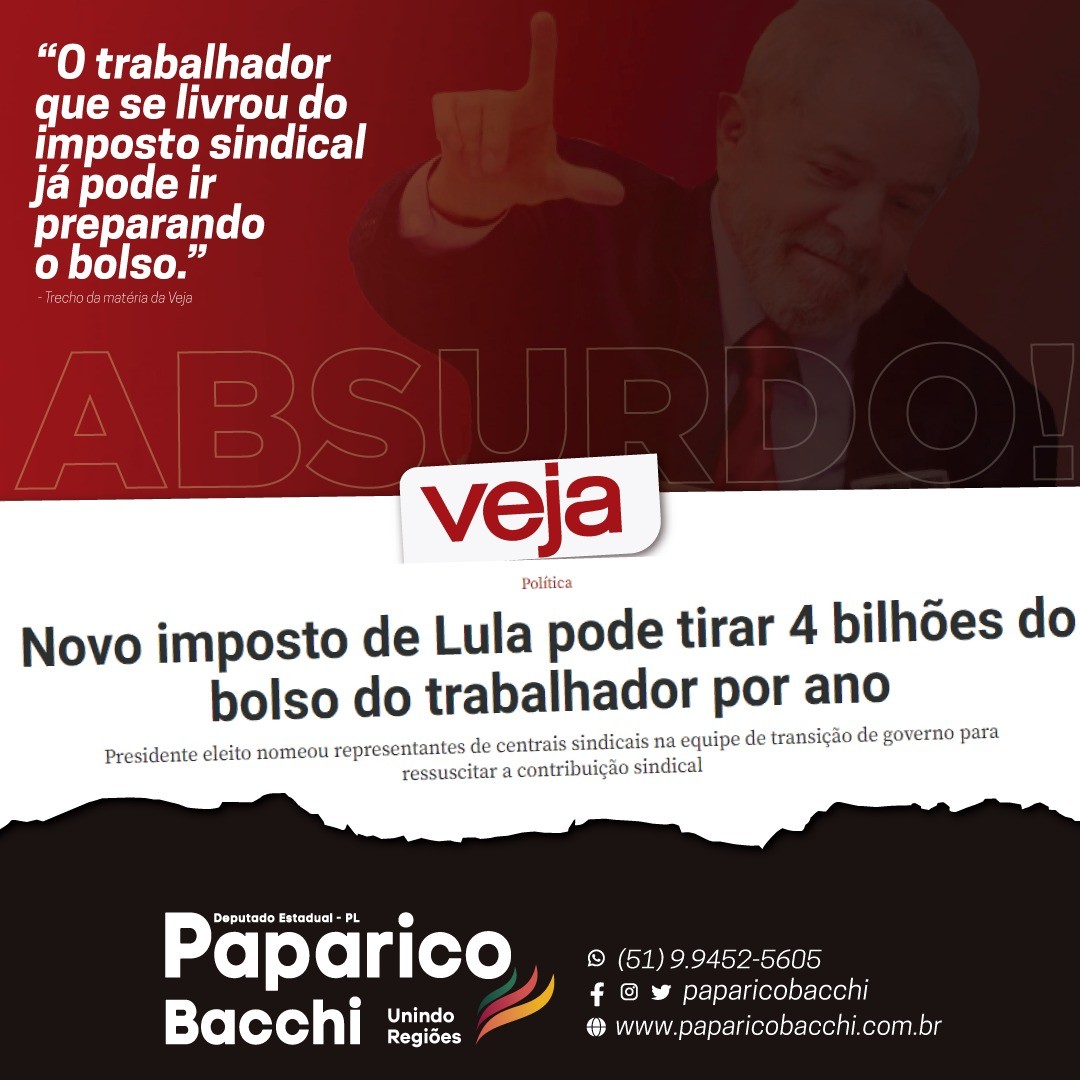 “O trabalhador
que se livrou do
imposto sindical
já pode ir
preparando
o bolso.”
- Trecho da matéria da Veja
ABSURDO!
veja
Política
Novo imposto de Lula pode tirar 4 bilhões do
bolso do trabalhador por ano
Presidente eleito nomeou representantes de centrais sindicais na equipe de transição de governo para
ressuscitar a contribuição sindical
Deputado Estadual - PL
Paparico
Bacchi
Unindo
Regiões
(51) 9.9452-5605
paparicobacchi
www.paparicobacchi.com.br